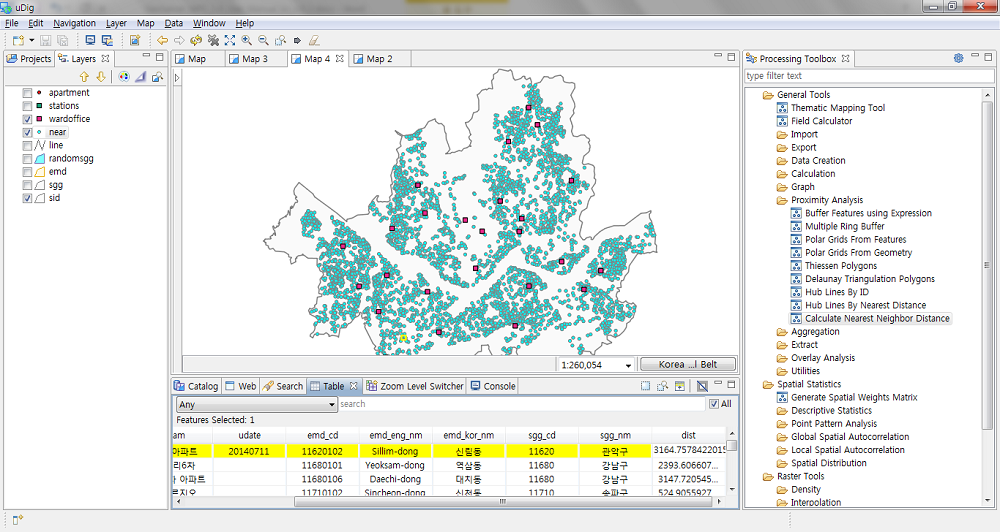 uDig
File Edit Navigation Layer Map Data Window Help
Projects Layers
apartment
stations
wardoffice
near
line
randomsgg
emd
sgg
sid
Map Map 3 Map 4 Map 2
1:260,054 Korea ...l Belt
Catalog Web Search Table Zoom Level Switcher Console
Any search All
Features Selected: 1
am udate emd_cd emd_eng_nm emd_kor_nm sgg_cd sgg_nm dist
아파트 20140711 11620102 Sillim-dong 신림동 11620 관악구 3164.7578422015
리6차 11680101 Yeoksam-dong 역삼동 11680 강남구 2393.606607...
아파트 11680106 Daechi-dong 대치동 11680 강남구 3147.720545...
르지오 11710102 Sincheon-dong 신천동 11710 송파구 524.9055927
Processing Toolbox
type filter text
General Tools
Thematic Mapping Tool
Field Calculator
Import
Export
Data Creation
Calculation
Graph
Proximity Analysis
Buffer Features using Expression
Multiple Ring Buffer
Polar Grids From Features
Polar Grids From Geometry
Thiessen Polygons
Delaunay Triangulation Polygons
Hub Lines By ID
Hub Lines By Nearest Distance
Calculate Nearest Neighbor Distance
Aggregation
Extract
Overlay Analysis
Utilities
Spatial Statistics
Generate Spatial Weights Matrix
Descriptive Statistics
Point Pattern Analysis
Global Spatial Autocorrelation
Local Spatial Autocorrelation
Spatial Distribution
Raster Tools
Density
Interpolation